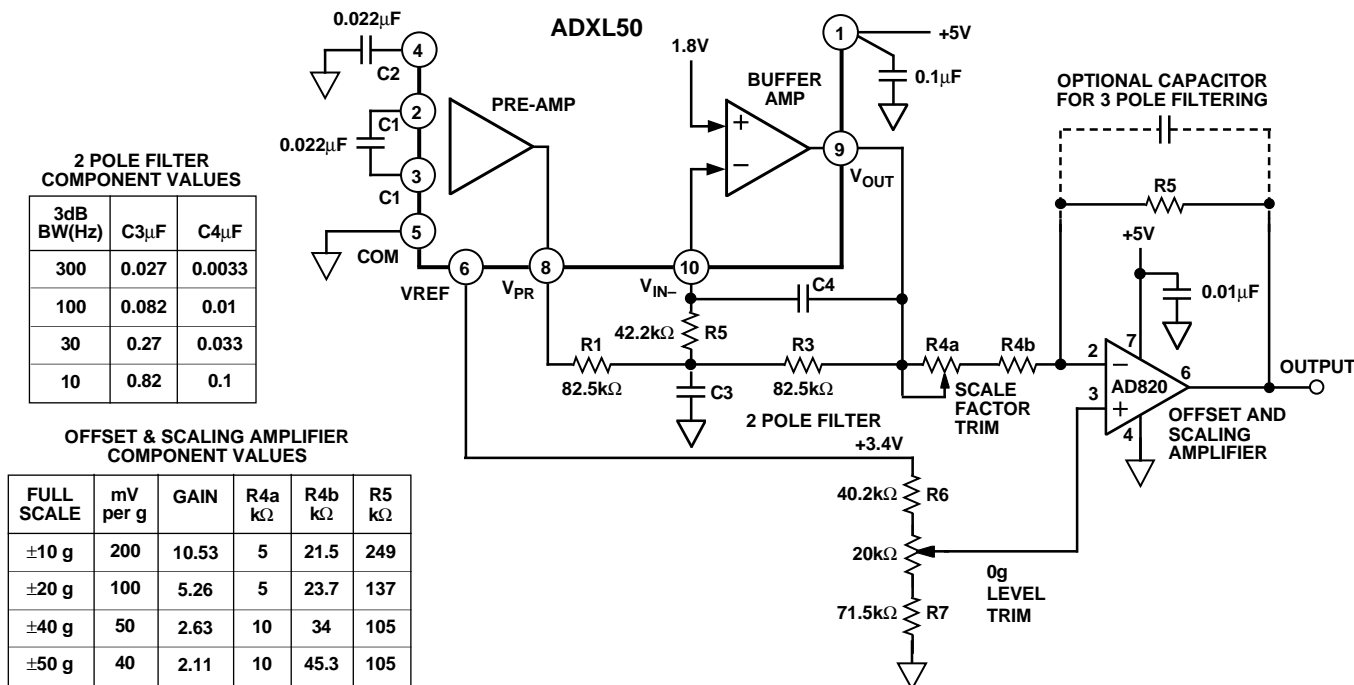 ADXL50
0.022µF
4
C2
2
C1
0.022µF
3
C1
5
COM
PRE-AMP
1.8V
BUFFER
AMP
+
−
1
+5V
0.1µF
9
VOUT
6
VREF
8
VPR
10
VIN–
OPTIONAL CAPACITOR
FOR 3 POLE FILTERING
R5
+5V
0.01µF
7
2
−
AD820
3
+
4
6
OUTPUT
OFFSET AND
SCALING
AMPLIFIER
C4
42.2kΩ R5
R1
82.5kΩ
R3
82.5kΩ
C3
2 POLE FILTER
R4a
R4b
SCALE
FACTOR
TRIM
+3.4V
40.2kΩ R6
20kΩ
0g
LEVEL
TRIM
71.5kΩ R7
2 POLE FILTER
COMPONENT VALUES
3dB BW(Hz) C3µF C4µF
300 0.027 0.0033
100 0.082 0.01
30 0.27 0.033
10 0.82 0.1
OFFSET & SCALING AMPLIFIER
COMPONENT VALUES
FULL SCALE mV per g GAIN R4a kΩ R4b kΩ R5 kΩ
±10 g 200 10.53 5 21.5 249
±20 g 100 5.26 5 23.7 137
±40 g 50 2.63 10 34 105
±50 g 40 2.11 10 45.3 105